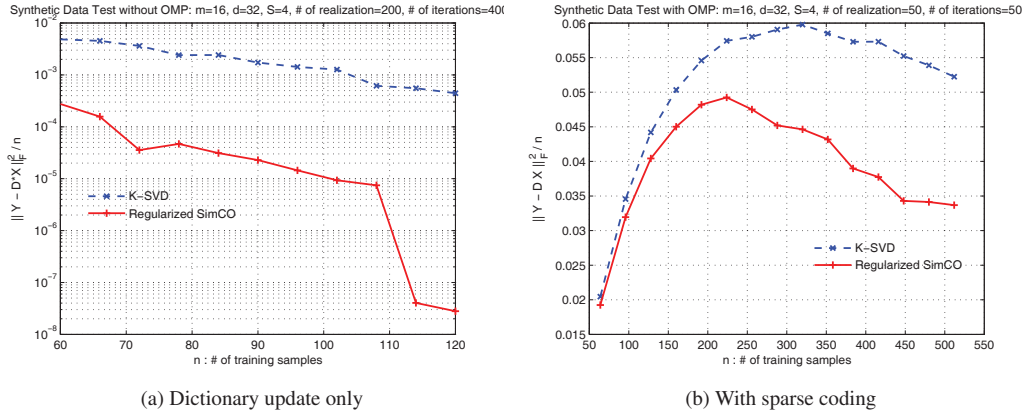 Synthetic Data Test without OMP: m=16, d=32, S=4, # of realization=200, # of iterations=400
10^-2
10^-3
10^-4
10^-5
10^-6
10^-7
10^-8
|| Y − D*X ||_F^2 / n
K−SVD
Regularized SimCO
60 70 80 90 100 110 120
n : # of training samples
(a) Dictionary update only
Synthetic Data Test with OMP: m=16, d=32, S=4, # of realization=50, # of iterations=50
0.06
0.055
0.05
0.045
0.04
0.035
0.03
0.025
0.02
0.015
|| Y − D X ||_F^2 / n
K−SVD
Regularized SimCO
50 100 150 200 250 300 350 400 450 500 550
n : # of training samples
(b) With sparse coding